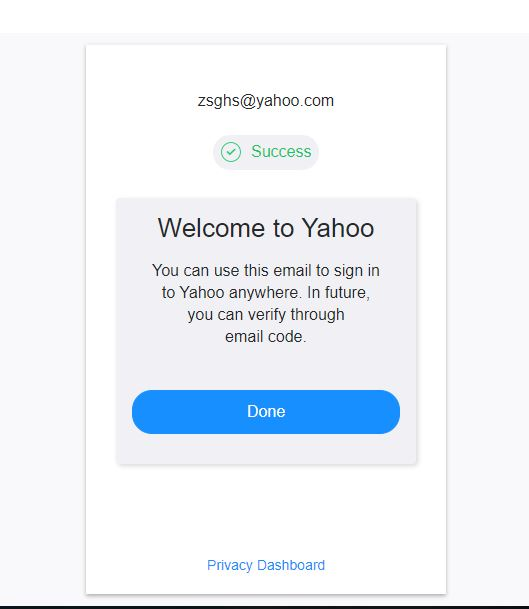 zsghs@yahoo.com
Success
Welcome to Yahoo
You can use this email to sign in
to Yahoo anywhere. In future,
you can verify through
email code.
Done
Privacy Dashboard